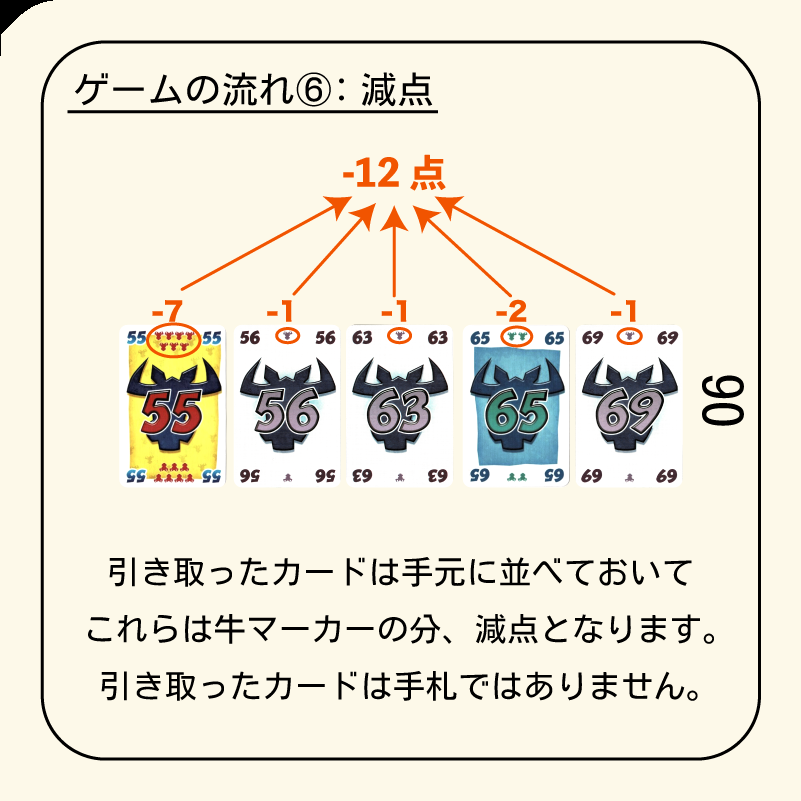 ゲームの流れ⑥：減点
-12 点
-7 -1 -1 -2 -1
55 55 56 56 63 63 65 65 69 69
55 56 63 65 69
55 55 56 56 63 63 65 65 69 69
06
引き取ったカードは手元に並べておいて
これらは牛マーカーの分、減点となります。
引き取ったカードは手札ではありません。